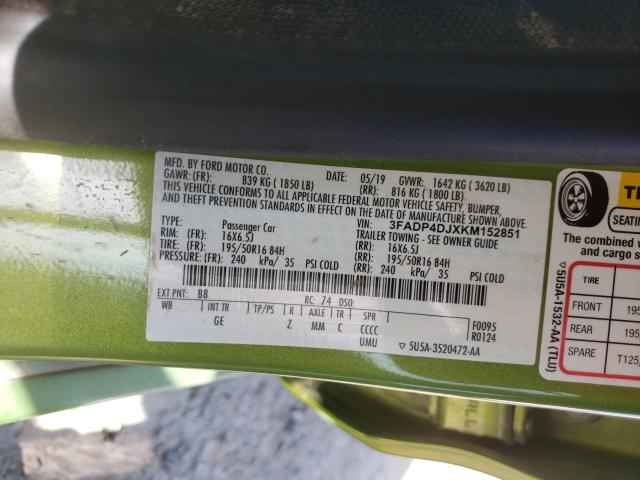 MFD. BY FORD MOTOR CO.
DATE: 05/19 GVWR: 1642 KG ( 3620 LB)
GAWR:(FR): 839 KG ( 1850 LB) (RR): 816 KG ( 1800 LB)
THIS VEHICLE CONFORMS TO ALL APPLICABLE FEDERAL MOTOR VEHICLE SAFETY, BUMPER,
AND THEFT PREVENTION STANDARDS IN EFFECT ON THE DATE OF MANUFACTURE SHOWN ABOVE.
VIN: 3FADP4DJXKM152851
TYPE: Passenger Car TRAILER TOWING - SEE OWNER GUIDE
RIM: (FR): 16X6.5J (RR): 16X6.5J
TIRE: (FR): 195/50R16 84H (RR): 195/50R16 84H
PRESSURE: (FR): 240 kPa/ 35 PSI COLD (RR): 240 kPa/ 35 PSI COLD
EXT PNT: B8 RC: 74 DSO:
WB INT TR TP/PS R AXLE TR SPR
GE Z MM C CCCC
UMU
F0095
R0124
5U5A-3520472-AA
5U5A-1532-AA (TLU)
SEATIN
The combined w
and cargo s
TIRE
FRONT 195
REAR 195
SPARE T125